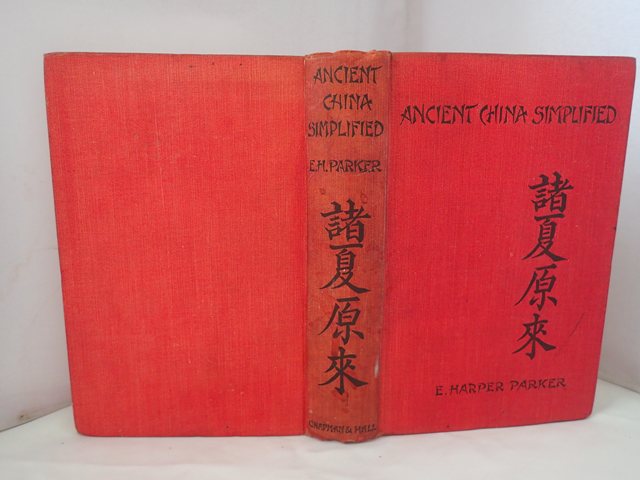 ANCIENT
CHINA
SIMPLIFIED
E.H. PARKER
諸夏原來
CHAPMAN & HALL
ANCIENT CHINA SIMPLIFIED
諸夏原來
E. HARPER PARKER